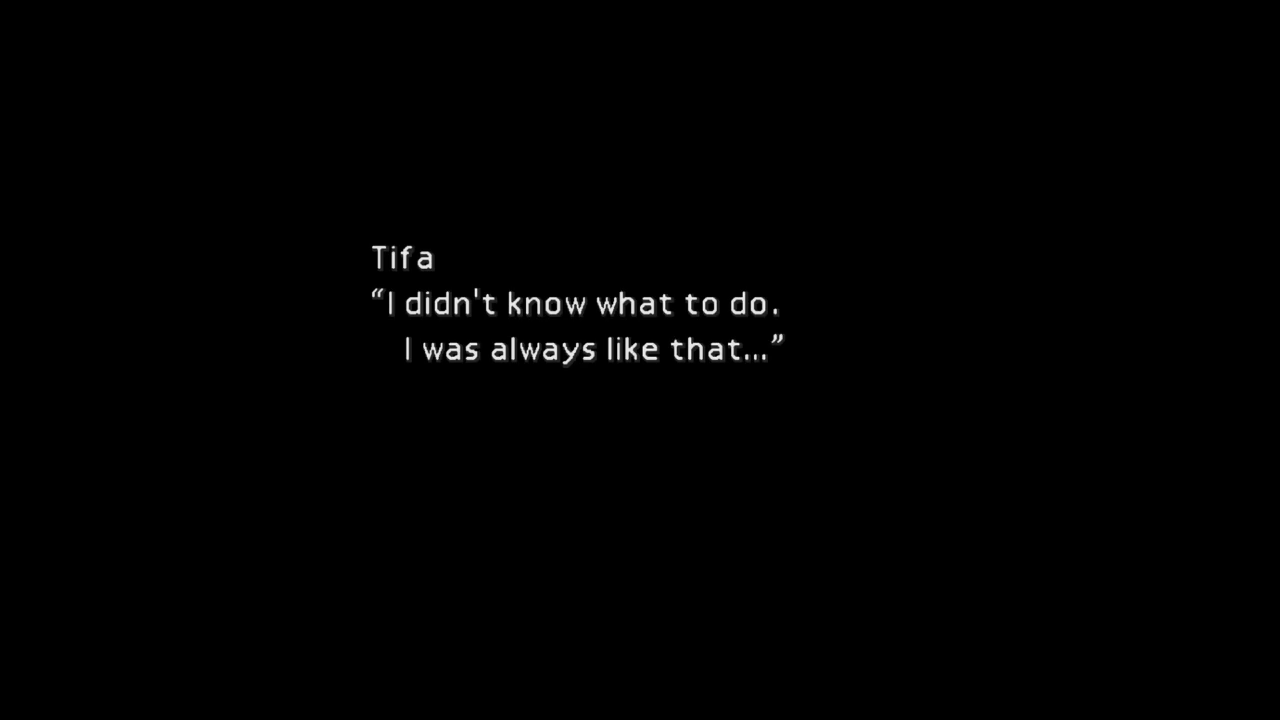 Tifa
“I didn't know what to do.
I was always like that...”